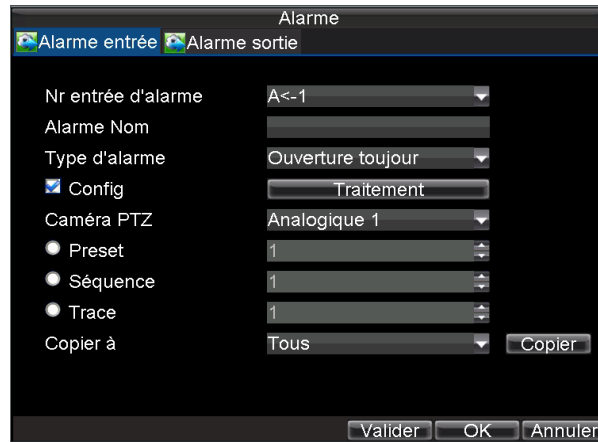 Alarme
Alarme entrée Alarme sortie
Nr entrée d'alarme A<-1
Alarme Nom
Type d'alarme Ouverture toujour
Config Traitement
Caméra PTZ Analogique 1
Preset 1
Séquence 1
Trace 1
Copier à Tous Copier
Valider OK Annuler